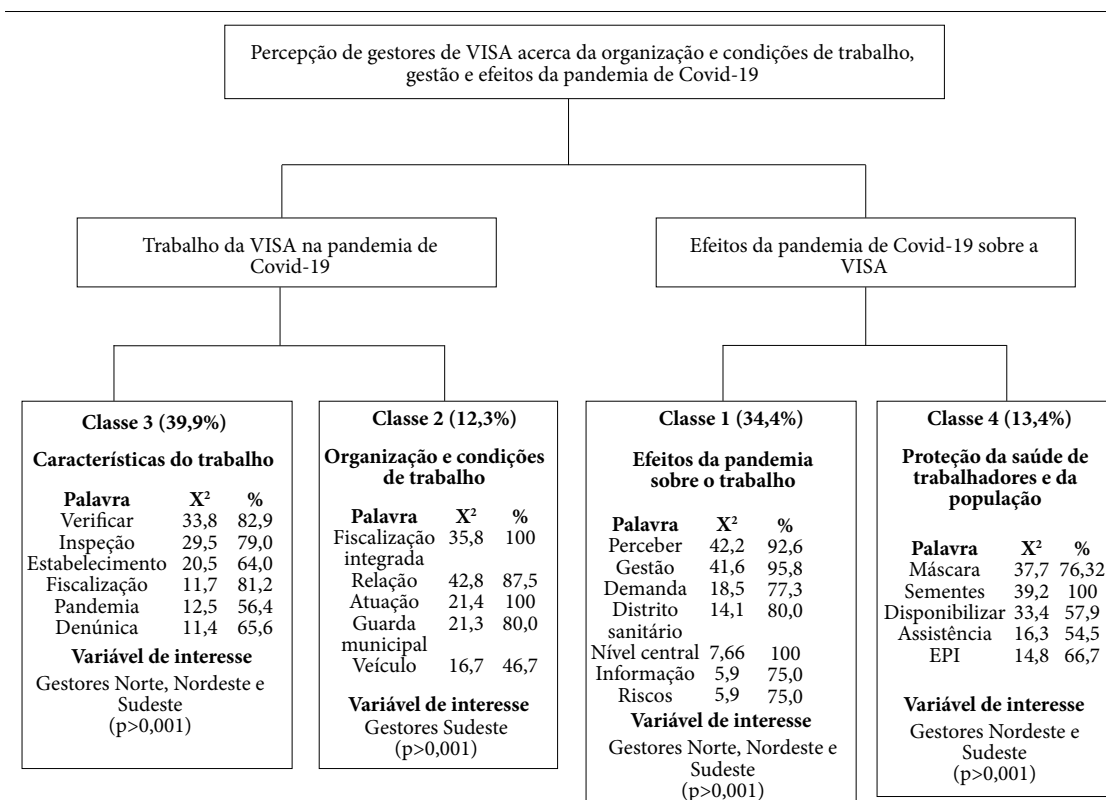 Percepção de gestores de VISA acerca da organização e condições de trabalho,
gestão e efeitos da pandemia de Covid-19
Trabalho da VISA na pandemia de
Covid-19
Efeitos da pandemia de Covid-19 sobre a
VISA
Classe 3 (39,9%)
Características do trabalho
Palavra X² %
Verificar 33,8 82,9
Inspeção 29,5 79,0
Estabelecimento 20,5 64,0
Fiscalização 11,7 81,2
Pandemia 12,5 56,4
Denúnica 11,4 65,6
Variável de interesse
Gestores Norte, Nordeste e
Sudeste
(p>0,001)
Classe 2 (12,3%)
Organização e condições
de trabalho
Palavra X² %
Fiscalização 35,8 100
integrada
Relação 42,8 87,5
Atuação 21,4 100
Guarda 21,3 80,0
municipal
Veículo 16,7 46,7
Variável de interesse
Gestores Sudeste
(p>0,001)
Classe 1 (34,4%)
Efeitos da pandemia
sobre o trabalho
Palavra X² %
Perceber 42,2 92,6
Gestão 41,6 95,8
Demanda 18,5 77,3
Distrito 14,1 80,0
sanitário
Nível central 7,66 100
Informação 5,9 75,0
Riscos 5,9 75,0
Variável de interesse
Gestores Norte, Nordeste e
Sudeste
(p>0,001)
Classe 4 (13,4%)
Proteção da saúde de
trabalhadores e da
população
Palavra X² %
Máscara 37,7 76,32
Sementes 39,2 100
Disponibilizar 33,4 57,9
Assistência 16,3 54,5
EPI 14,8 66,7
Variável de interesse
Gestores Nordeste e
Sudeste
(p>0,001)